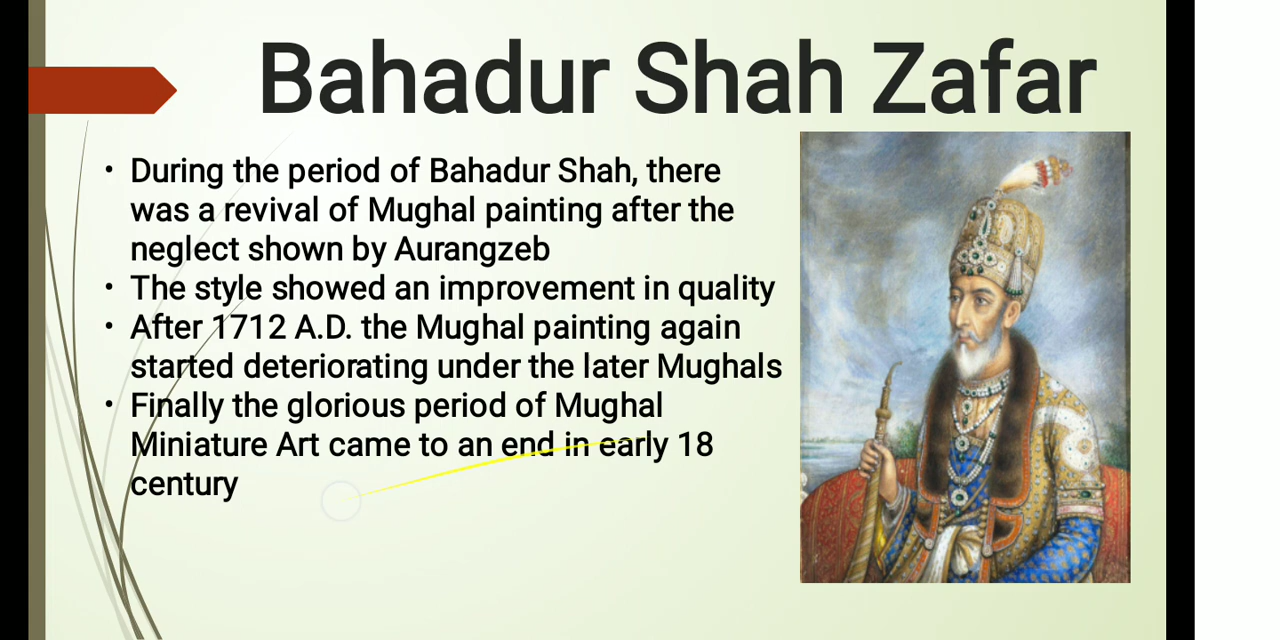 Bahadur Shah Zafar
• During the period of Bahadur Shah, there
was a revival of Mughal painting after the
neglect shown by Aurangzeb
• The style showed an improvement in quality
• After 1712 A.D. the Mughal painting again
started deteriorating under the later Mughals
• Finally the glorious period of Mughal
Miniature Art came to an end in early 18
century